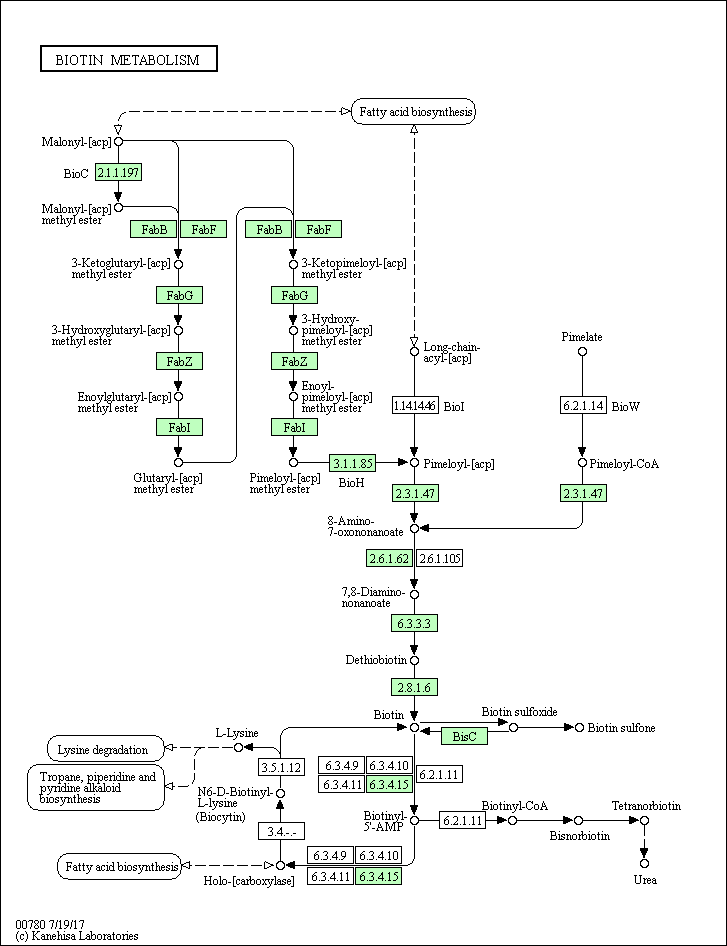 BIOTIN METABOLISM
Fatty acid biosynthesis
Malonyl-[acp]
BioC
2.1.1.197
Malonyl-[acp]
methyl ester
FabB
FabF
FabB
FabF
3-Ketoglutaryl-[acp]
methyl ester
3-Ketopimeloyl-[acp]
methyl ester
FabG
FabG
3-Hydroxyglutaryl-[acp]
methyl ester
3-Hydroxy-
pimeloyl-[acp]
methyl ester
Long-chain-
acyl-[acp]
Pimelate
FabZ
FabZ
Enoylglutaryl-[acp]
methyl ester
Enoyl-
pimeloyl-[acp]
methyl ester
1.14.14.46
BioI
6.2.1.14
BioW
FabI
FabI
Glutaryl-[acp]
methyl ester
Pimeloyl-[acp]
methyl ester
3.1.1.85
BioH
Pimeloyl-[acp]
Pimeloyl-CoA
2.3.1.47
2.3.1.47
8-Amino-
7-oxononanoate
2.6.1.62
2.6.1.105
7,8-Diamino-
nonanoate
6.3.3.3
Dethiobiotin
2.8.1.6
Biotin
Biotin sulfoxide
BisC
Biotin sulfone
L-Lysine
Lysine degradation
Tropane, piperidine and
pyridine alkaloid
biosynthesis
3.5.1.12
N6-D-Biotinyl-
L-lysine
(Biocytin)
6.3.4.9
6.3.4.10
6.3.4.11
6.3.4.15
6.2.1.11
Biotinyl-
5'-AMP
6.2.1.11
Biotinyl-CoA
Bisnorbiotin
Tetranorbiotin
Urea
3.4.-.-
Fatty acid biosynthesis
Holo-[carboxylase]
6.3.4.9
6.3.4.10
6.3.4.11
6.3.4.15
00780 7/19/17
(c) Kanehisa Laboratories